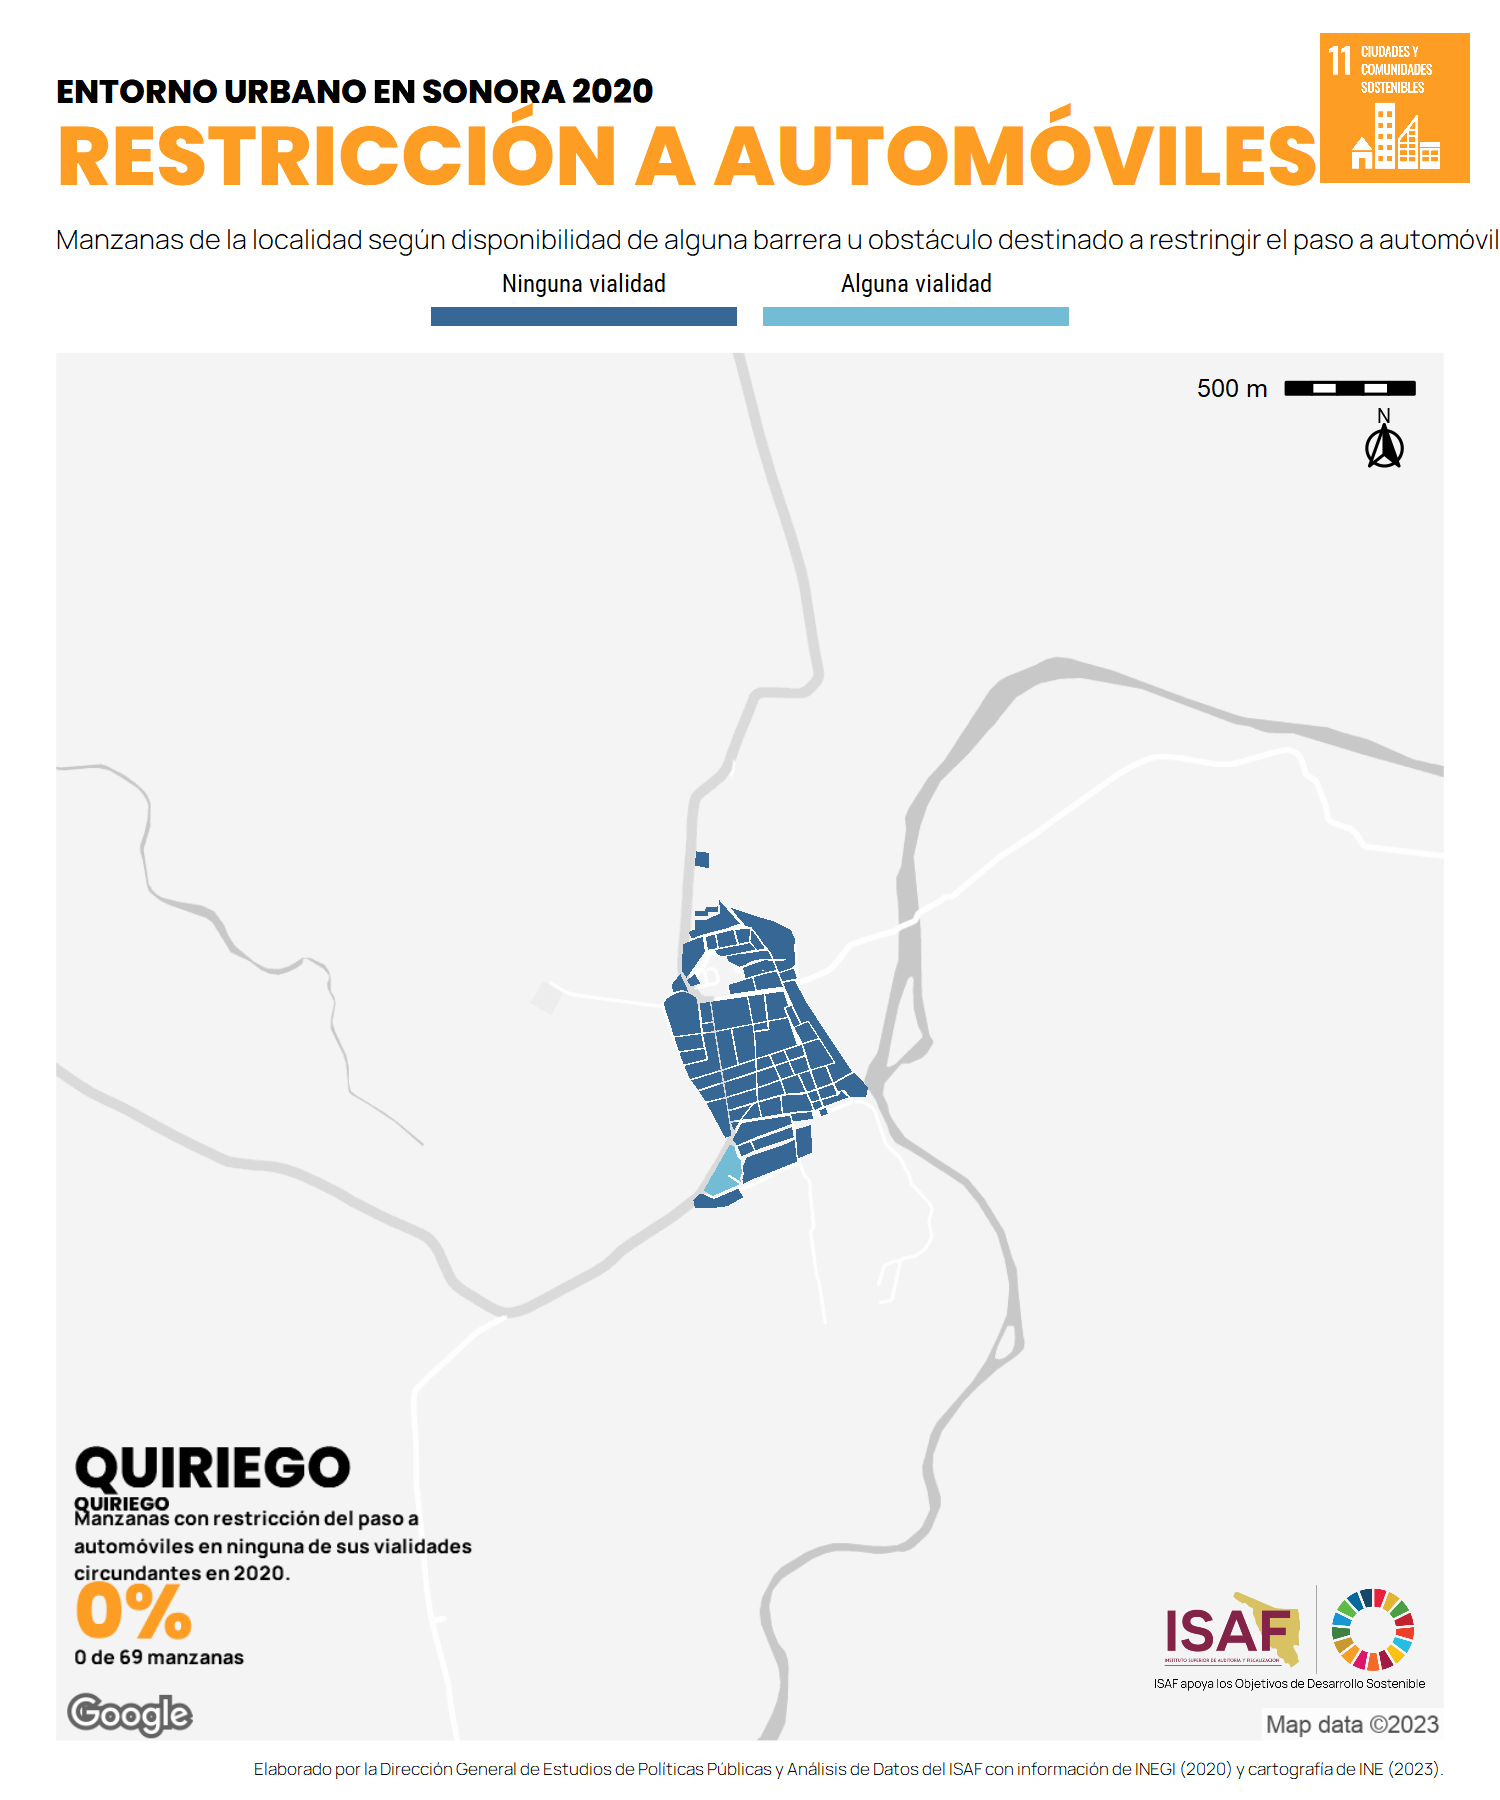 ENTORNO URBANO EN SONORA 2020
RESTRICCIÓN A AUTOMÓVILES
11 CIUDADES Y
COMUNIDADES
SOSTENIBLES
Manzanas de la localidad según disponibilidad de alguna barrera u obstáculo destinado a restringir el paso a automóvil
Ninguna vialidad
Alguna vialidad
500 m
N
QUIRIEGO
QUIRIEGO
Manzanas con restricción del paso a
automóviles en ninguna de sus vialidades
circundantes en 2020.
0%
0 de 69 manzanas
ISAF
INSTITUTO SUPERIOR DE AUDITORÍA Y FISCALIZACIÓN
ISAF apoya los Objetivos de Desarrollo Sostenible
Google
Map data ©2023
Elaborado por la Dirección General de Estudios de Políticas Públicas y Análisis de Datos del ISAF con información de INEGI (2020) y cartografía de INE (2023).